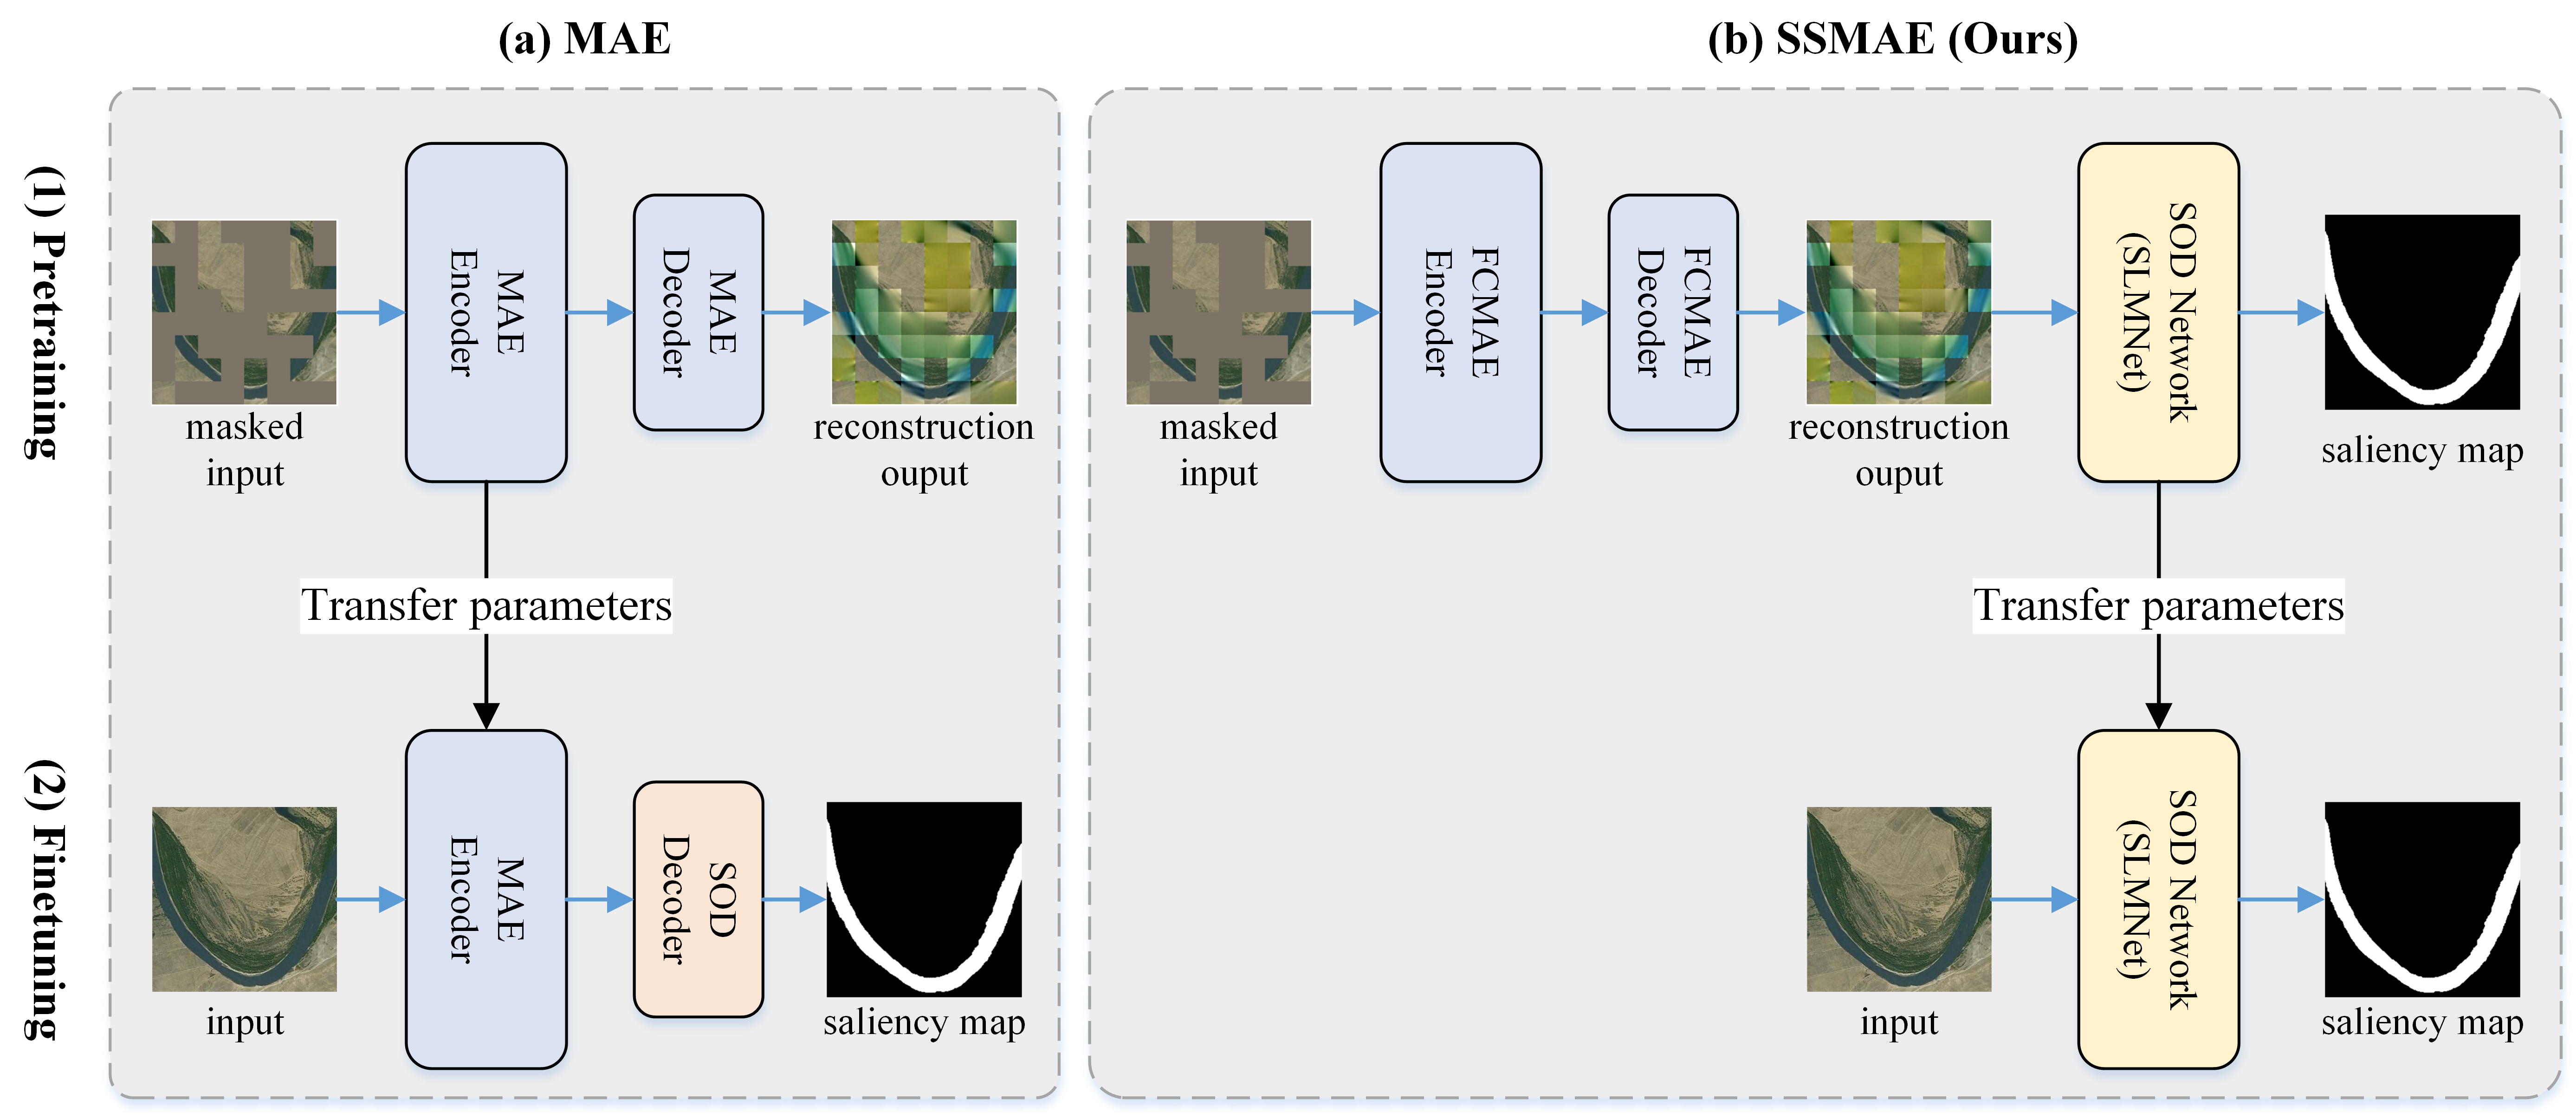 (a) MAE
(b) SSMAE (Ours)
(1) Pretraining
masked
input
MAE
Encoder
MAE
Decoder
reconstruction
ouput
masked
input
FCMAE
Encoder
FCMAE
Decoder
reconstruction
ouput
SOD Network
(SLMNet)
saliency map
Transfer parameters
Transfer parameters
(2) Finetuning
input
MAE
Encoder
SOD
Decoder
saliency map
input
SOD Network
(SLMNet)
saliency map